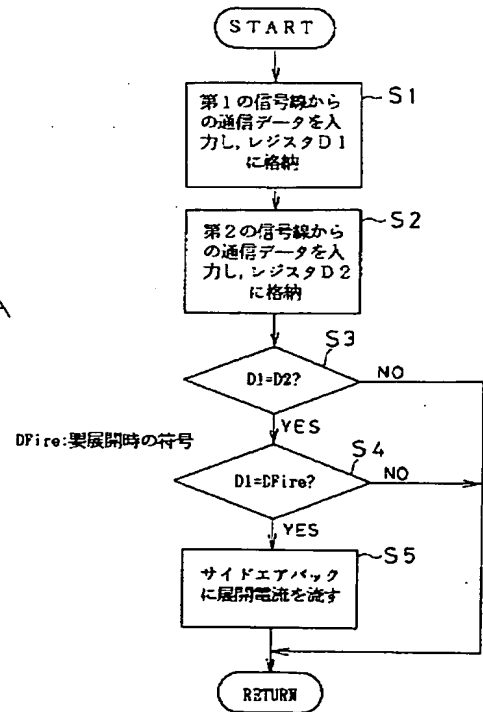 START
第1の信号線から
の通信データを入
力し,レジスタD1
に格納
S1
第2の信号線から
の通信データを入
力し,レジスタD2
に格納
S2
D1=D2?
S3
NO
YES
DFire:要展開時の符号
D1=DFire?
S4
NO
YES
サイドエアバック
に展開電流を流す
S5
RETURN